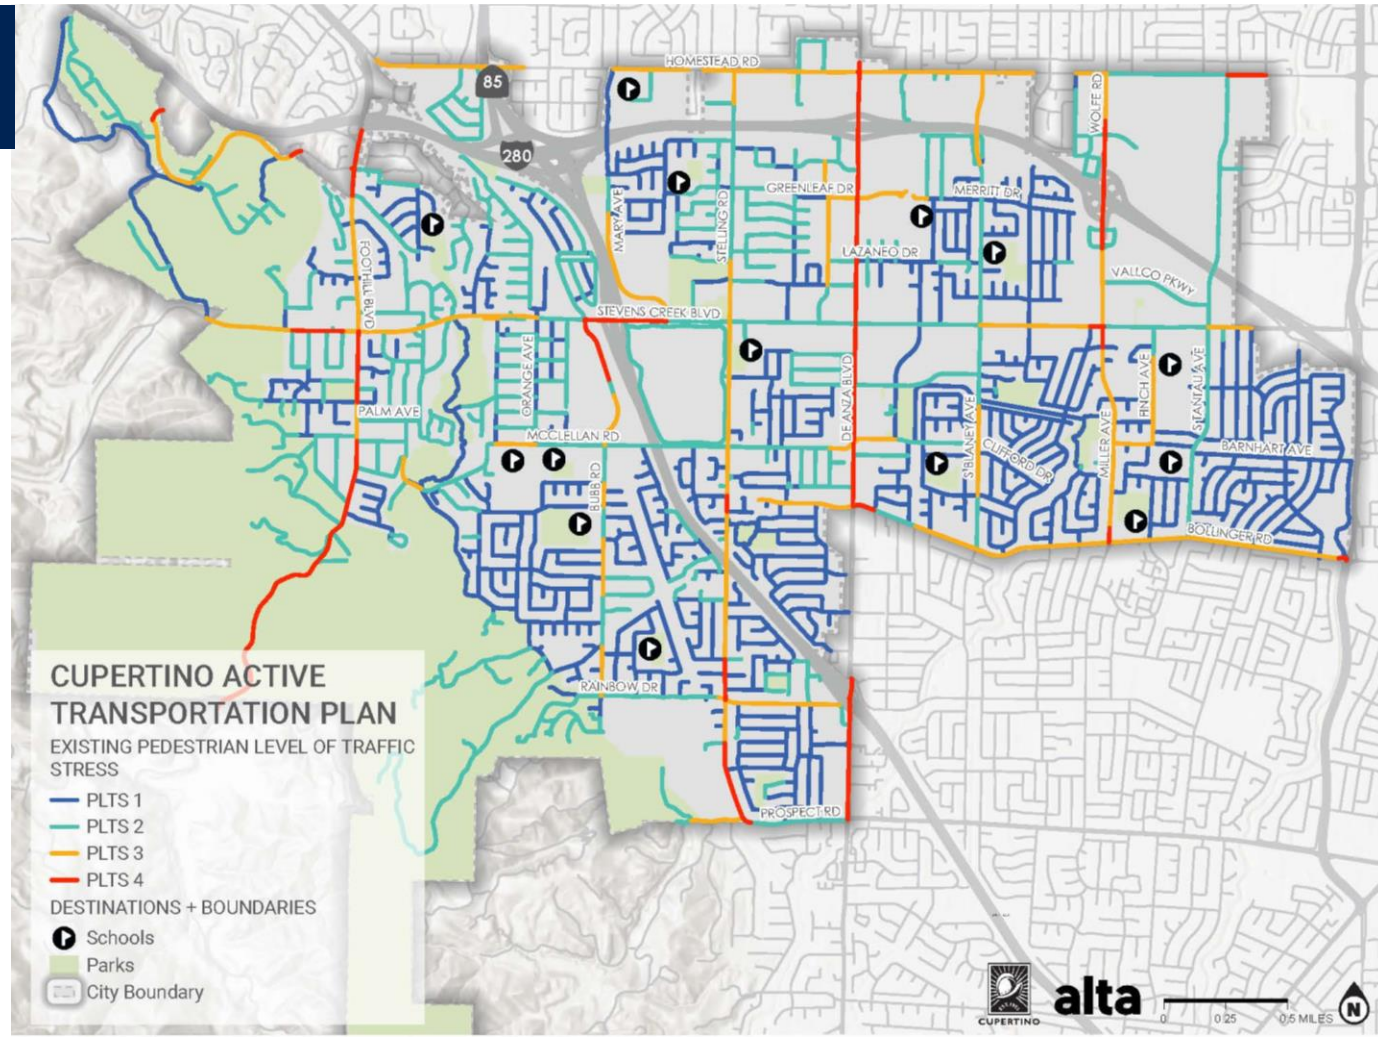 HOMESTEAD RD
85
WOLFE RD
280
GREENLEAF DR
MERRITT DR
MARY AVE
STELLING RD
FOOTHILL BLVD
LAZANEO DR
VALLCO PKWY
STEVENS CREEK BLVD
ORANGE AVE
DE ANZA BLVD
FINCH AVE
S TANTAU AVE
PALM AVE
MCCLELLAN RD
S BLANEY AVE
MILLER AVE
CLIFFORD DR
BARNHART AVE
BUBB RD
BOLLINGER RD
RAINBOW DR
PROSPECT RD
CUPERTINO ACTIVE
TRANSPORTATION PLAN
EXISTING PEDESTRIAN LEVEL OF TRAFFIC
STRESS
PLTS 1
PLTS 2
PLTS 3
PLTS 4
DESTINATIONS + BOUNDARIES
Schools
Parks
City Boundary
CUPERTINO
alta
0 0.25 0.5 MILES
N